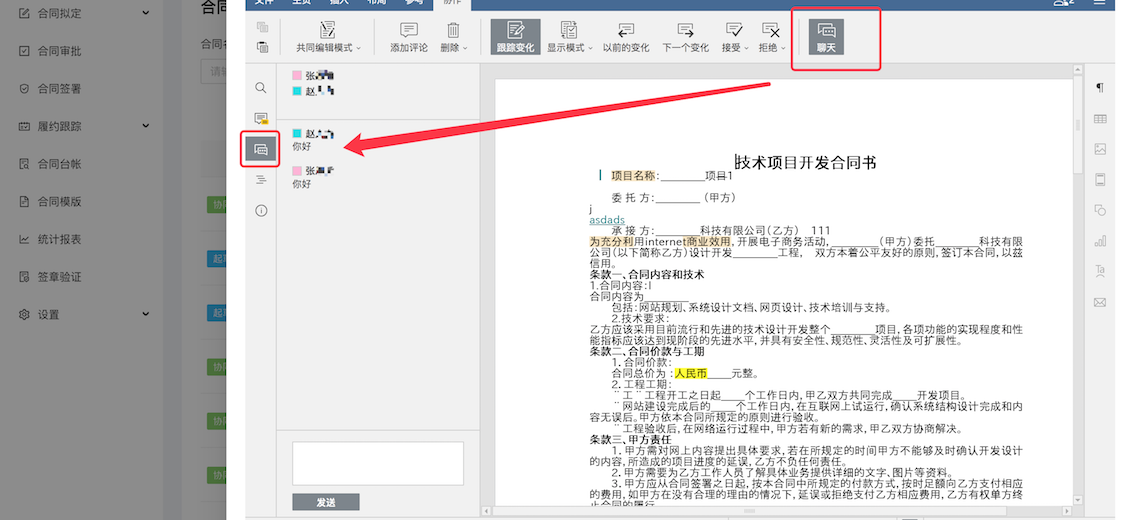 合同拟定
合同审批
合同签署
履约跟踪
合同台帐
合同模版
统计报表
签章验证
设置
合同
文件 主页 插入 布局 参考 协作
2
共同编辑模式
添加评论
删除
跟踪变化
显示模式
以前的变化
下一个变化
接受
拒绝
聊天
张
赵
赵
你好
张
你好
发送
技术项目开发合同书
项目名称:________项目1
委 托 方:________ (甲方)
j
asdads
承 接 方:________科技有限公司(乙方) 111
为充分利用internet商业效用, 开展电子商务活动, ________(甲方)委托________科技有限
公司(以下简称乙方)设计开发________工程, 双方本着公平友好的原则, 签订本合同, 以兹
信用。
条款一、合同内容和技术
1.合同内容:
合同内容为________
包括:网站规划、系统设计文档、网页设计、技术培训与支持。
2.技术要求:
乙方应该采用目前流行和先进的技术设计开发整个________项目, 各项功能的实现程度和性
能指标应该达到现阶段的先进水平, 并具有安全性、规范性、灵活性及可扩展性。
条款二、合同价款与工期
1. 合同价款:
合同总价为:人民币____元整。
2. 工程工期:
¨工¨工程开工之日起____个工作日内, 甲乙双方共同完成____开发项目。
¨网站建设完成后的____个工作日内, 在互联网上试运行, 确认系统结构设计完成和内
容无误后。甲方依本合同所规定的原则进行验收。
¨工程验收后, 在网络运行过程中, 甲方若有新的需求, 甲乙双方协商解决。
条款三、甲方责任
1. 甲方需对网上内容提出具体要求, 若在所规定的时间甲方不能够及时确认开发设计
的内容, 所造成的项目进度的延误, 乙方不负任何责任。
2. 甲方需要为乙方工作人员了解具体业务提供详细的文字、图片等资料。
3. 甲方应从合同签署之日起, 按本合同中所规定的付款方式, 按时足额向乙方支付相应
的费用, 如甲方在没有合理的理由的情况下, 延误或拒绝支付乙方相应费用, 乙方有权单方终
止合同的履行